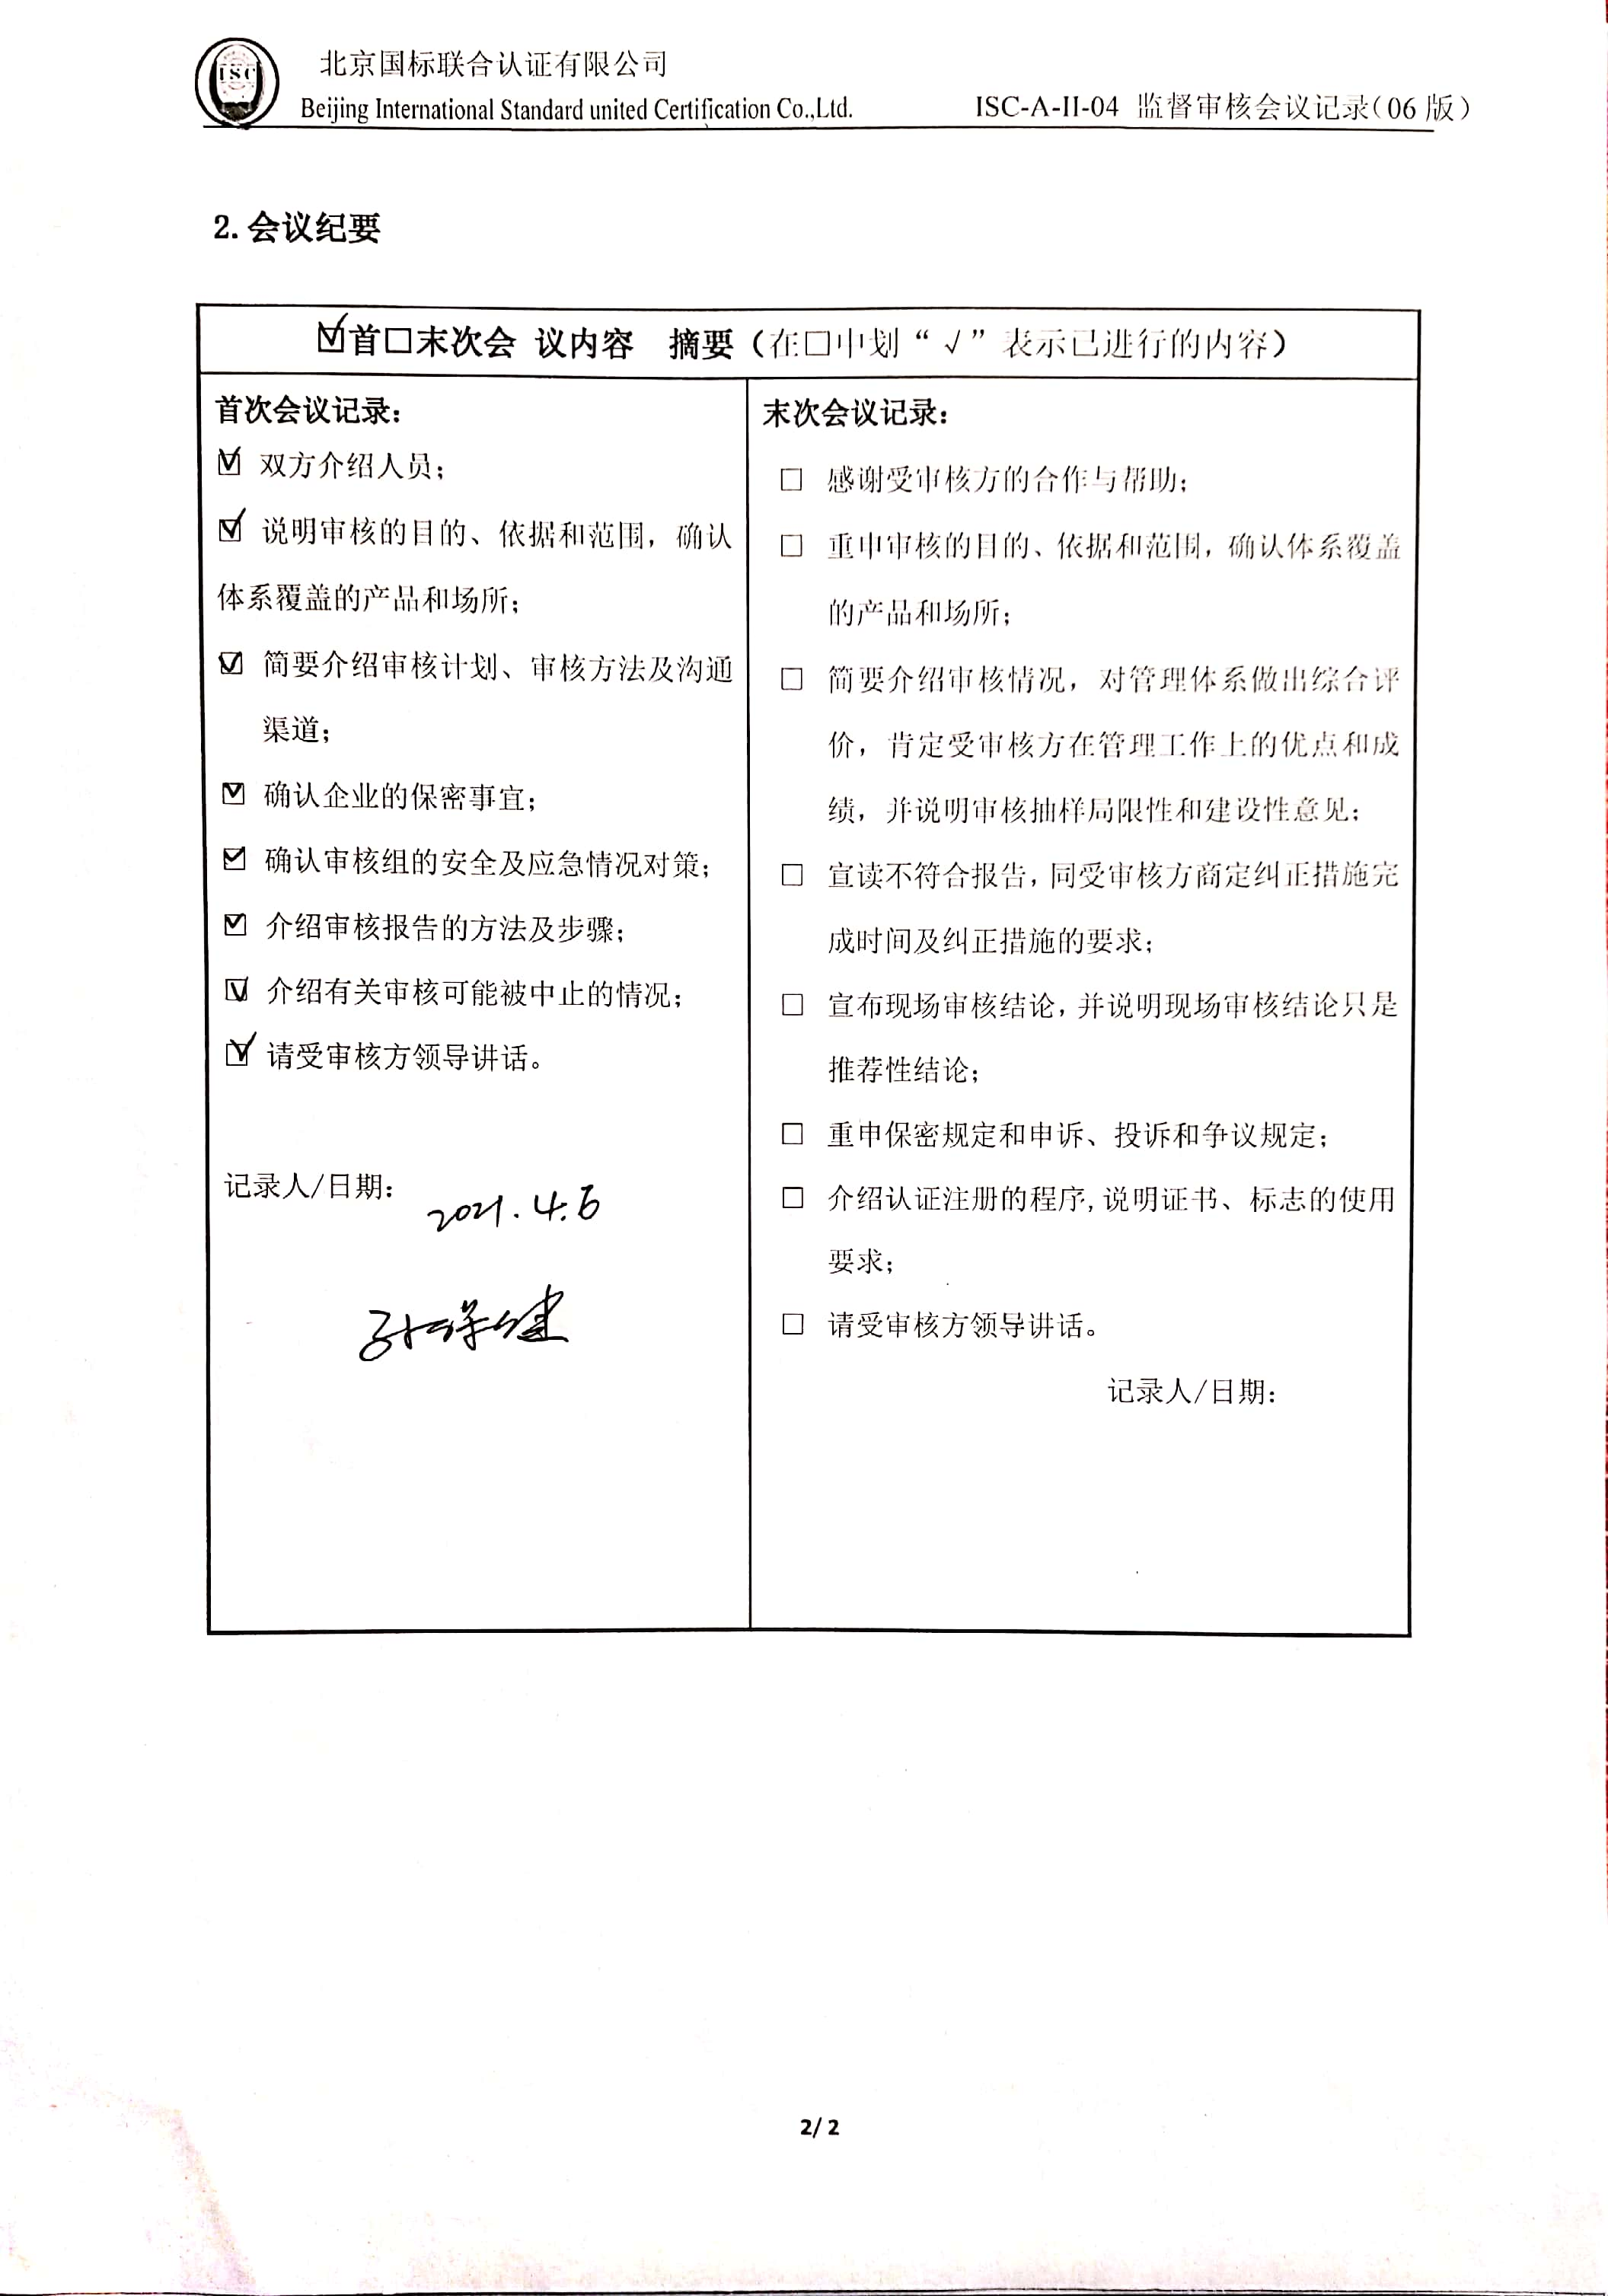 ISC
北京国标联合认证有限公司
Beijing International Standard united Certification Co.,Ltd.
ISC-A-II-04 监督审核会议记录(06 版)
2.会议纪要
☑首□末次会 议内容 摘要（在□中划“√”表示已进行的内容）
首次会议记录：
☑ 双方介绍人员；
☑ 说明审核的目的、依据和范围，确认
体系覆盖的产品和场所；
☑ 简要介绍审核计划、审核方法及沟通
渠道；
☑ 确认企业的保密事宜；
☑ 确认审核组的安全及应急情况对策；
☑ 介绍审核报告的方法及步骤；
☑ 介绍有关审核可能被中止的情况；
☑ 请受审核方领导讲话。
记录人/日期：
2021.4.6
末次会议记录：
□ 感谢受审核方的合作与帮助；
□ 重申审核的目的、依据和范围，确认体系覆盖
的产品和场所；
□ 简要介绍审核情况，对管理体系做出综合评
价，肯定受审核方在管理工作上的优点和成
绩，并说明审核抽样局限性和建设性意见；
□ 宣读不符合报告，同受审核方商定纠正措施完
成时间及纠正措施的要求；
□ 宣布现场审核结论，并说明现场审核结论只是
推荐性结论；
□ 重申保密规定和申诉、投诉和争议规定；
□ 介绍认证注册的程序,说明证书、标志的使用
要求；
□ 请受审核方领导讲话。
记录人/日期：
2/ 2